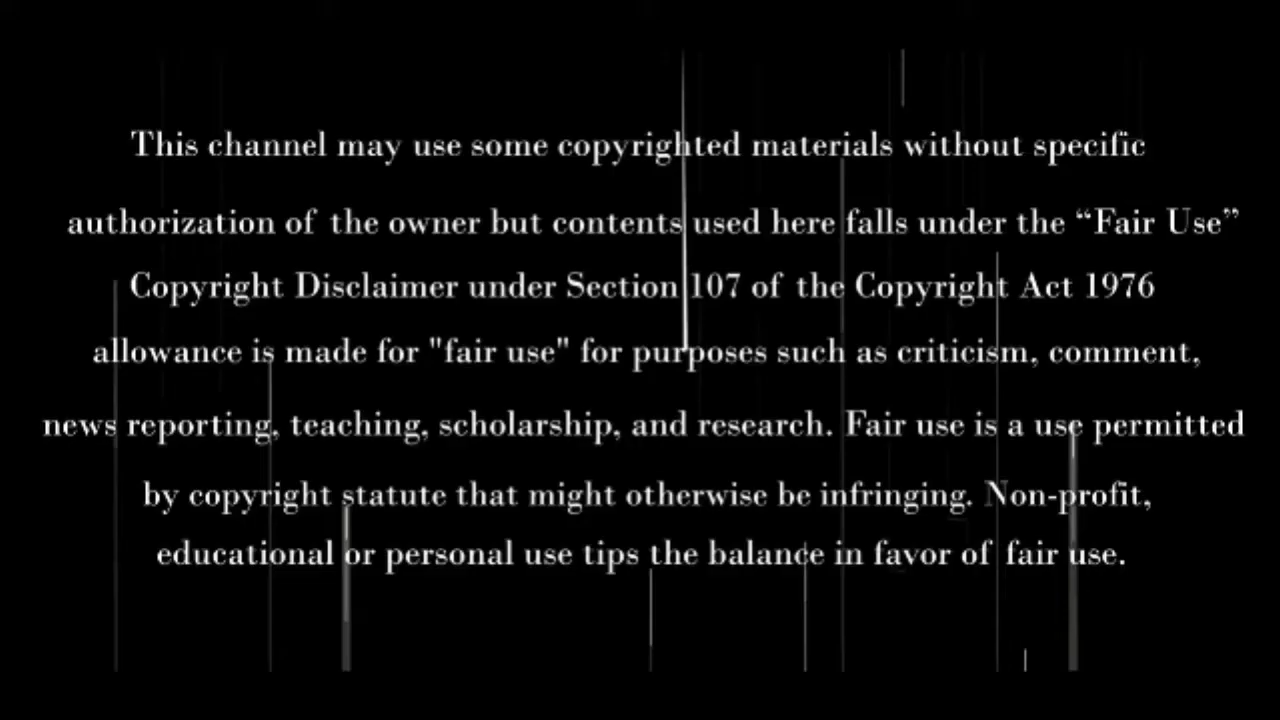 This channel may use some copyrighted materials without specific
authorization of the owner but contents used here falls under the “Fair Use”
Copyright Disclaimer under Section 107 of the Copyright Act 1976
allowance is made for "fair use" for purposes such as criticism, comment,
news reporting, teaching, scholarship, and research. Fair use is a use permitted
by copyright statute that might otherwise be infringing. Non-profit,
educational or personal use tips the balance in favor of fair use.